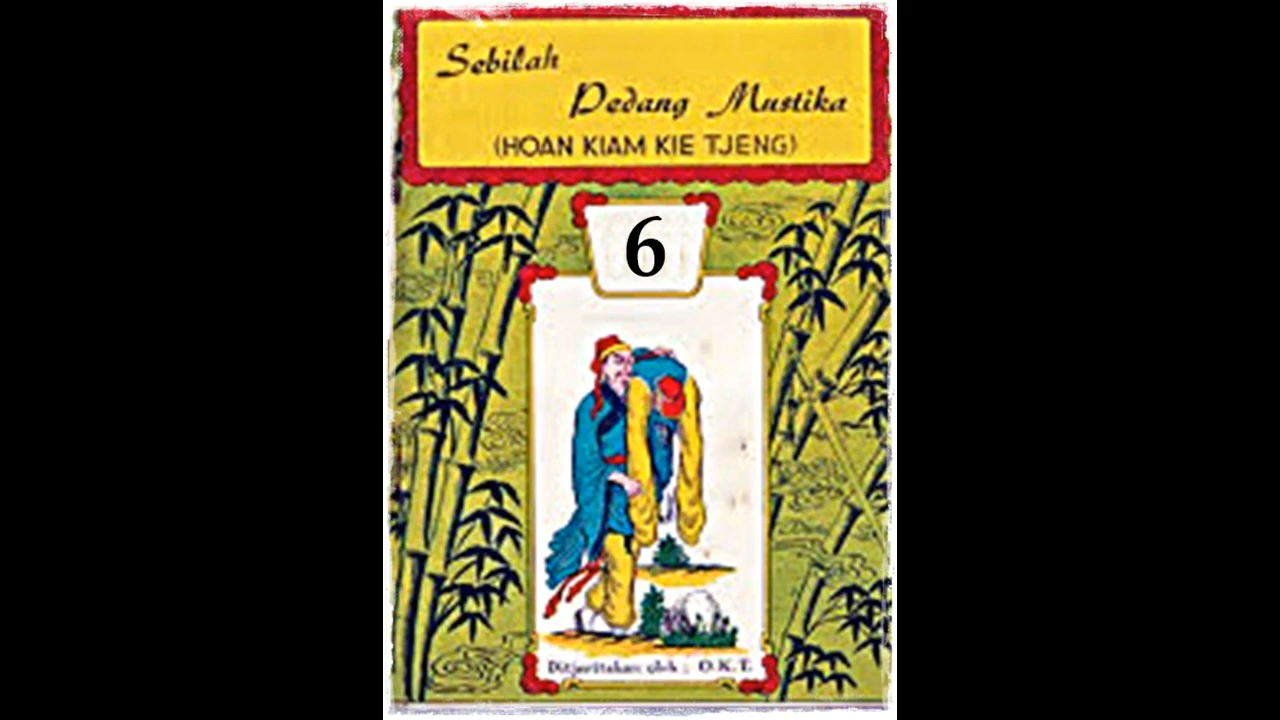 Sebilah
Pedang Mustika
(HOAN KIAM KIE TJENG)
6
Ditjeritakan oleh : O.K.T.